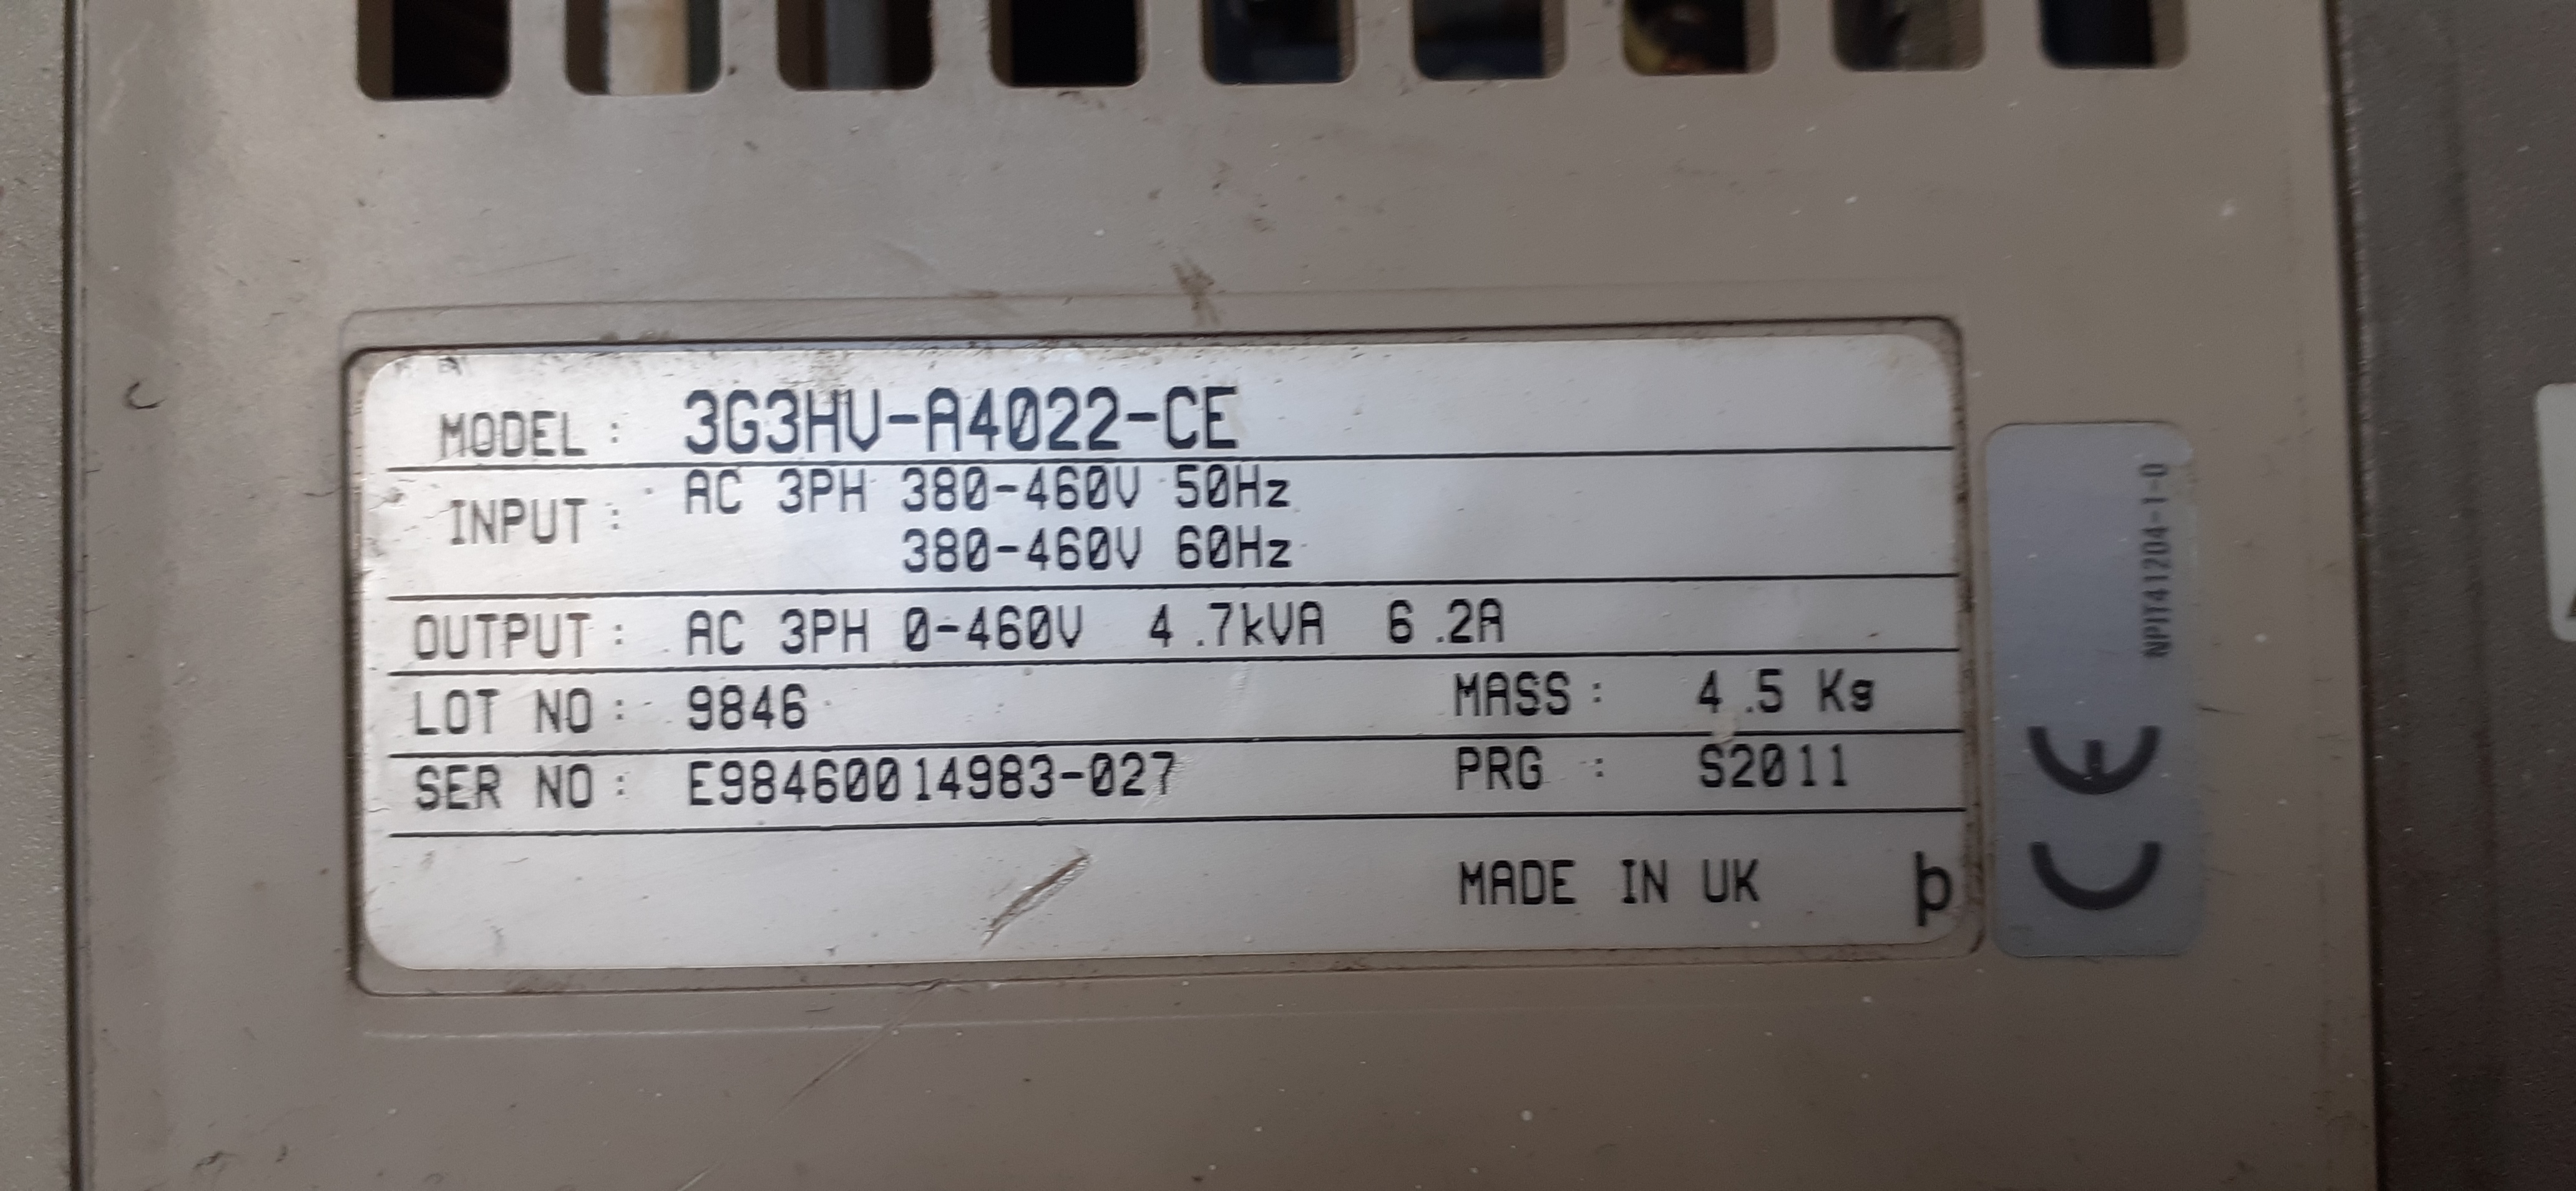 MODEL : 3G3HV-A4022-CE
INPUT : AC 3PH 380-460V 50Hz
380-460V 60Hz
OUTPUT : AC 3PH 0-460V 4.7kVA 6.2A
LOT NO : 9846 MASS : 4.5 Kg
SER NO : E98460014983-027 PRG : S2011
MADE IN UK b
NPIT41204-1-0
CE